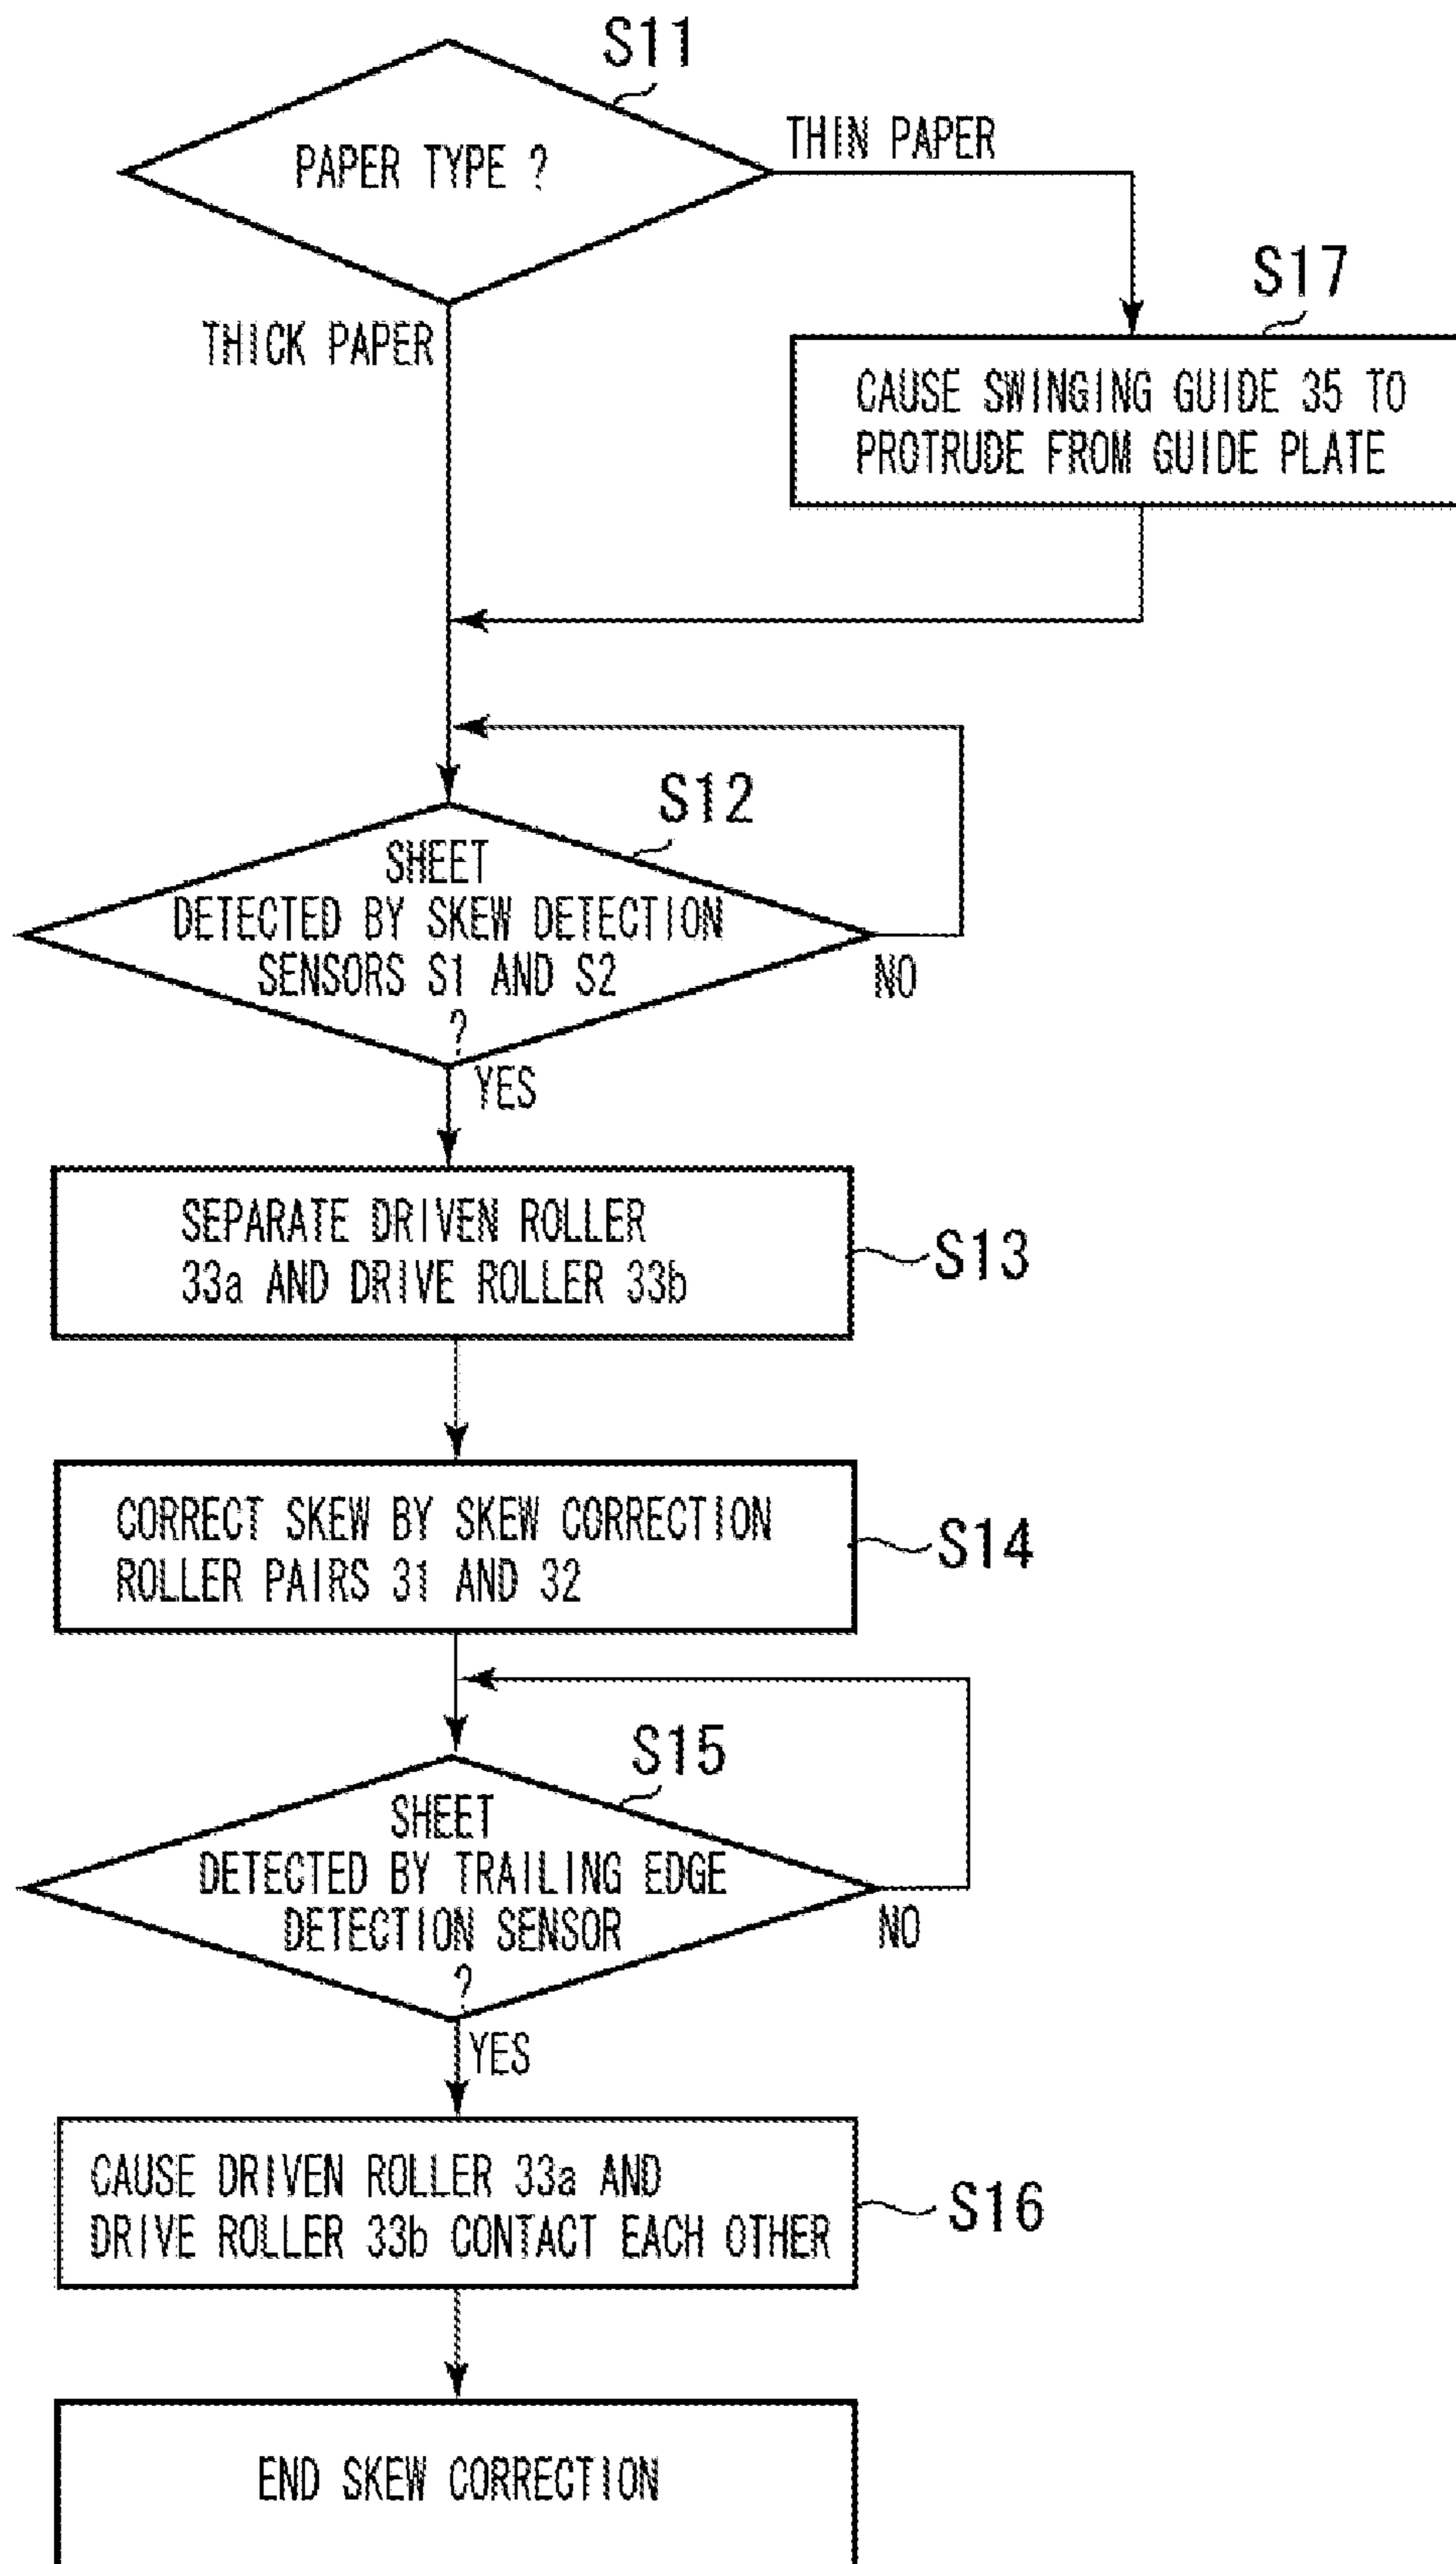 S11
PAPER TYPE ?
THIN PAPER
THICK PAPER
S17
CAUSE SWINGING GUIDE 35 TO
PROTRUDE FROM GUIDE PLATE
S12
SHEET
DETECTED BY SKEW DETECTION
SENSORS S1 AND S2
?
NO
YES
SEPARATE DRIVEN ROLLER
33a AND DRIVE ROLLER 33b
S13
CORRECT SKEW BY SKEW CORRECTION
ROLLER PAIRS 31 AND 32
S14
S15
SHEET
DETECTED BY TRAILING EDGE
DETECTION SENSOR
?
NO
YES
CAUSE DRIVEN ROLLER 33a AND
DRIVE ROLLER 33b CONTACT EACH OTHER
S16
END SKEW CORRECTION